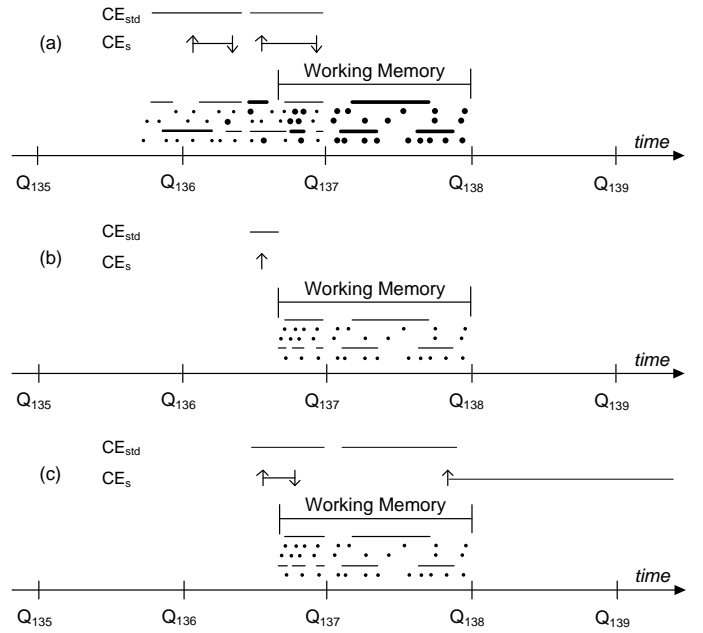 CE_std
(a)
CE_s
Working Memory
time
Q_135 Q_136 Q_137 Q_138 Q_139
CE_std
(b)
CE_s
Working Memory
time
Q_135 Q_136 Q_137 Q_138 Q_139
CE_std
(c)
CE_s
Working Memory
time
Q_135 Q_136 Q_137 Q_138 Q_139